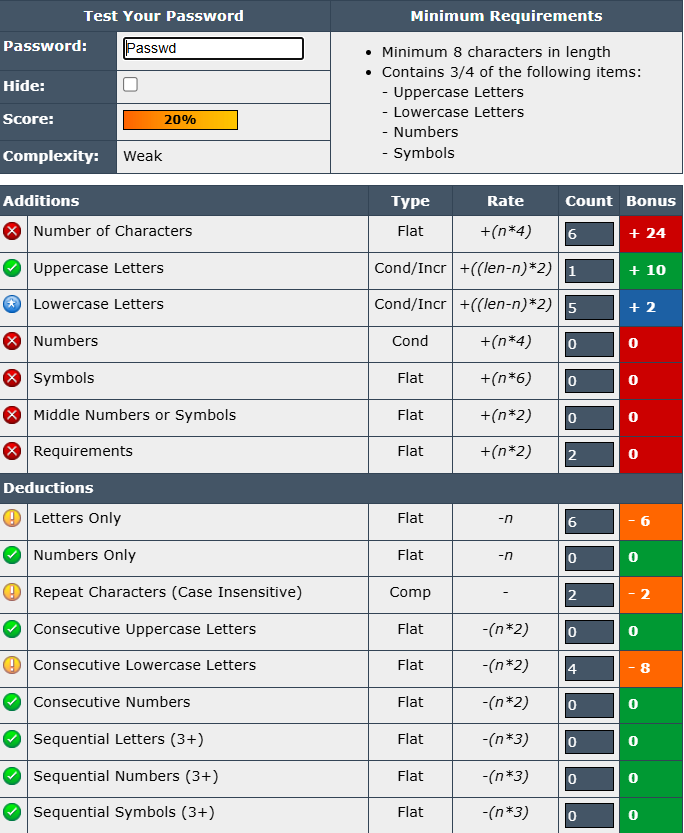 Test Your Password
Minimum Requirements
Password:
Passwd
Hide:
Score:
20%
Complexity:
Weak
Minimum 8 characters in length
Contains 3/4 of the following items:
- Uppercase Letters
- Lowercase Letters
- Numbers
- Symbols
Additions Type Rate Count Bonus
Number of Characters Flat +(n*4) 6 + 24
Uppercase Letters Cond/Incr +((len-n)*2) 1 + 10
Lowercase Letters Cond/Incr +((len-n)*2) 5 + 2
Numbers Cond +(n*4) 0 0
Symbols Flat +(n*6) 0 0
Middle Numbers or Symbols Flat +(n*2) 0 0
Requirements Flat +(n*2) 2 0
Deductions
Letters Only Flat -n 6 - 6
Numbers Only Flat -n 0 0
Repeat Characters (Case Insensitive) Comp - 2 - 2
Consecutive Uppercase Letters Flat -(n*2) 0 0
Consecutive Lowercase Letters Flat -(n*2) 4 - 8
Consecutive Numbers Flat -(n*2) 0 0
Sequential Letters (3+) Flat -(n*3) 0 0
Sequential Numbers (3+) Flat -(n*3) 0 0
Sequential Symbols (3+) Flat -(n*3) 0 0